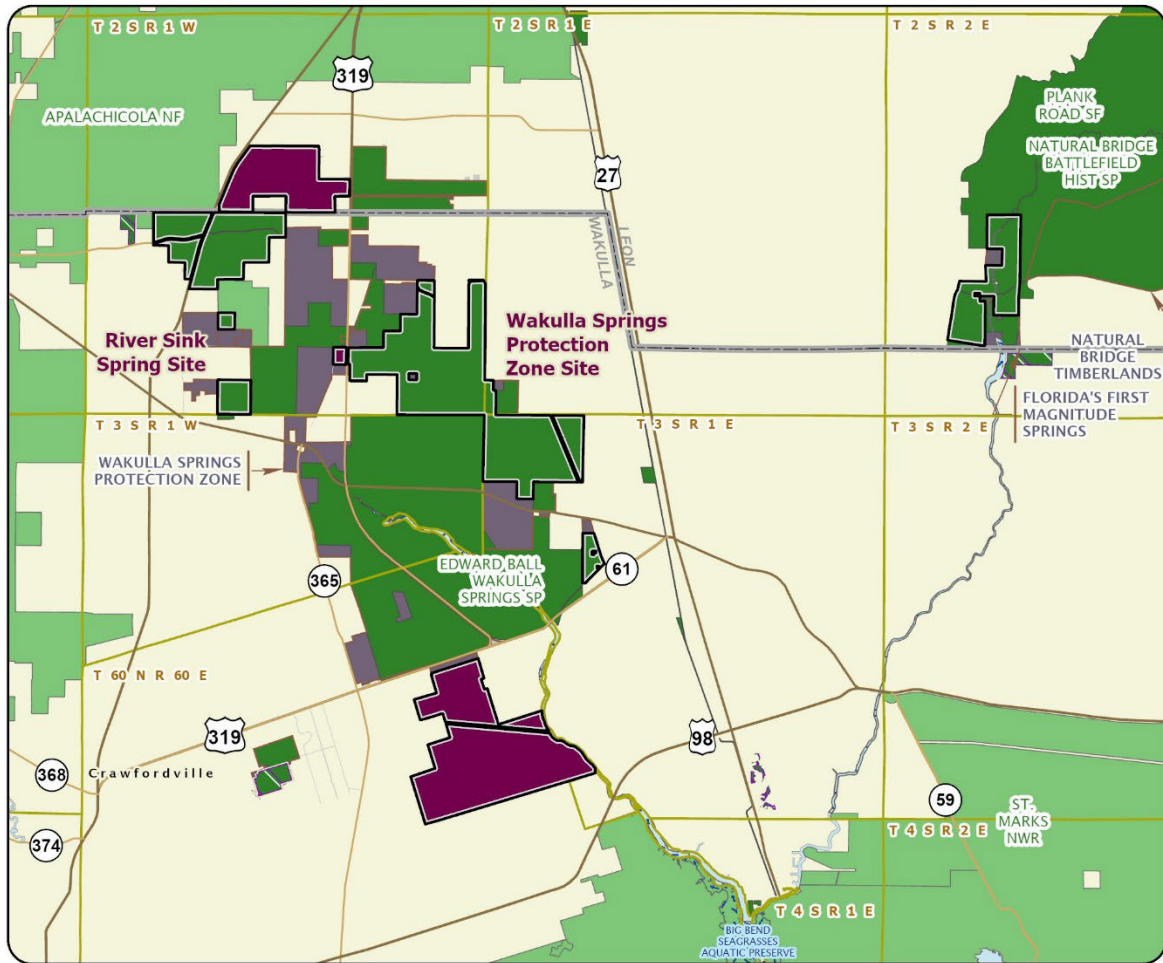 T 2 S R 1 W
T 2 S R 1 E
T 2 S R 2 E
319
APALACHICOLA NF
PLANK
ROAD SF
NATURAL BRIDGE
BATTLEFIELD
HIST SP
27
LEON
WAKULLA
River Sink
Spring Site
Wakulla Springs
Protection
Zone Site
NATURAL
BRIDGE
TIMBERLANDS
FLORIDA'S FIRST
MAGNITUDE
SPRINGS
T 3 S R 1 W
T 3 S R 1 E
T 3 S R 2 E
WAKULLA SPRINGS
PROTECTION ZONE
365
EDWARD BALL
WAKULLA
SPRINGS SP
61
T 60 N R 60 E
319
98
368
Crawfordville
374
59
ST.
MARKS
NWR
T 4 S R 2 E
T 4 S R 1 E
BIG BEND
SEAGRASSES
AQUATIC PRESERVE